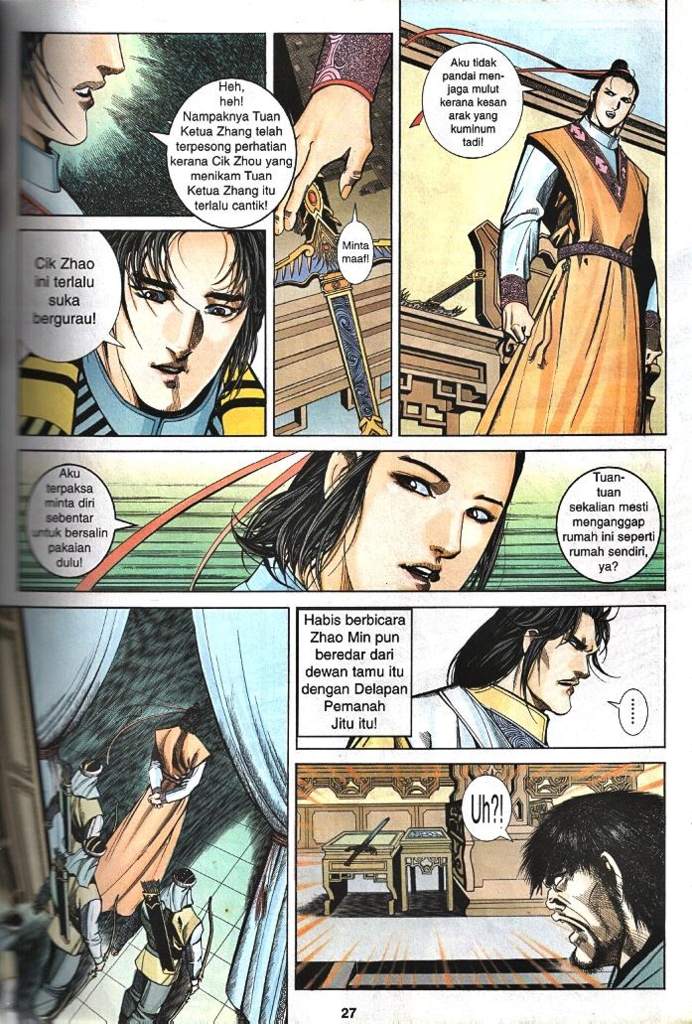 Heh,
heh!
Nampaknya Tuan
Ketua Zhang telah
terpesong perhatian
kerana Cik Zhou yang
menikam Tuan
Ketua Zhang itu
terlalu cantik!
Minta
maaf!
Aku tidak
pandai men-
jaga mulut
kerana kesan
arak yang
kuminum
tadi!
Cik Zhao
ini terlalu
suka
bergurau!
Aku
terpaksa
minta diri
sebentar
untuk bersalin
pakaian
dulu!
Tuan-
tuan
sekalian mesti
menganggap
rumah ini seperti
rumah sendiri,
ya?
Habis berbicara
Zhao Min pun
beredar dari
dewan tamu itu
dengan Delapan
Pemanah
Jitu itu!
......
Uh?!
27